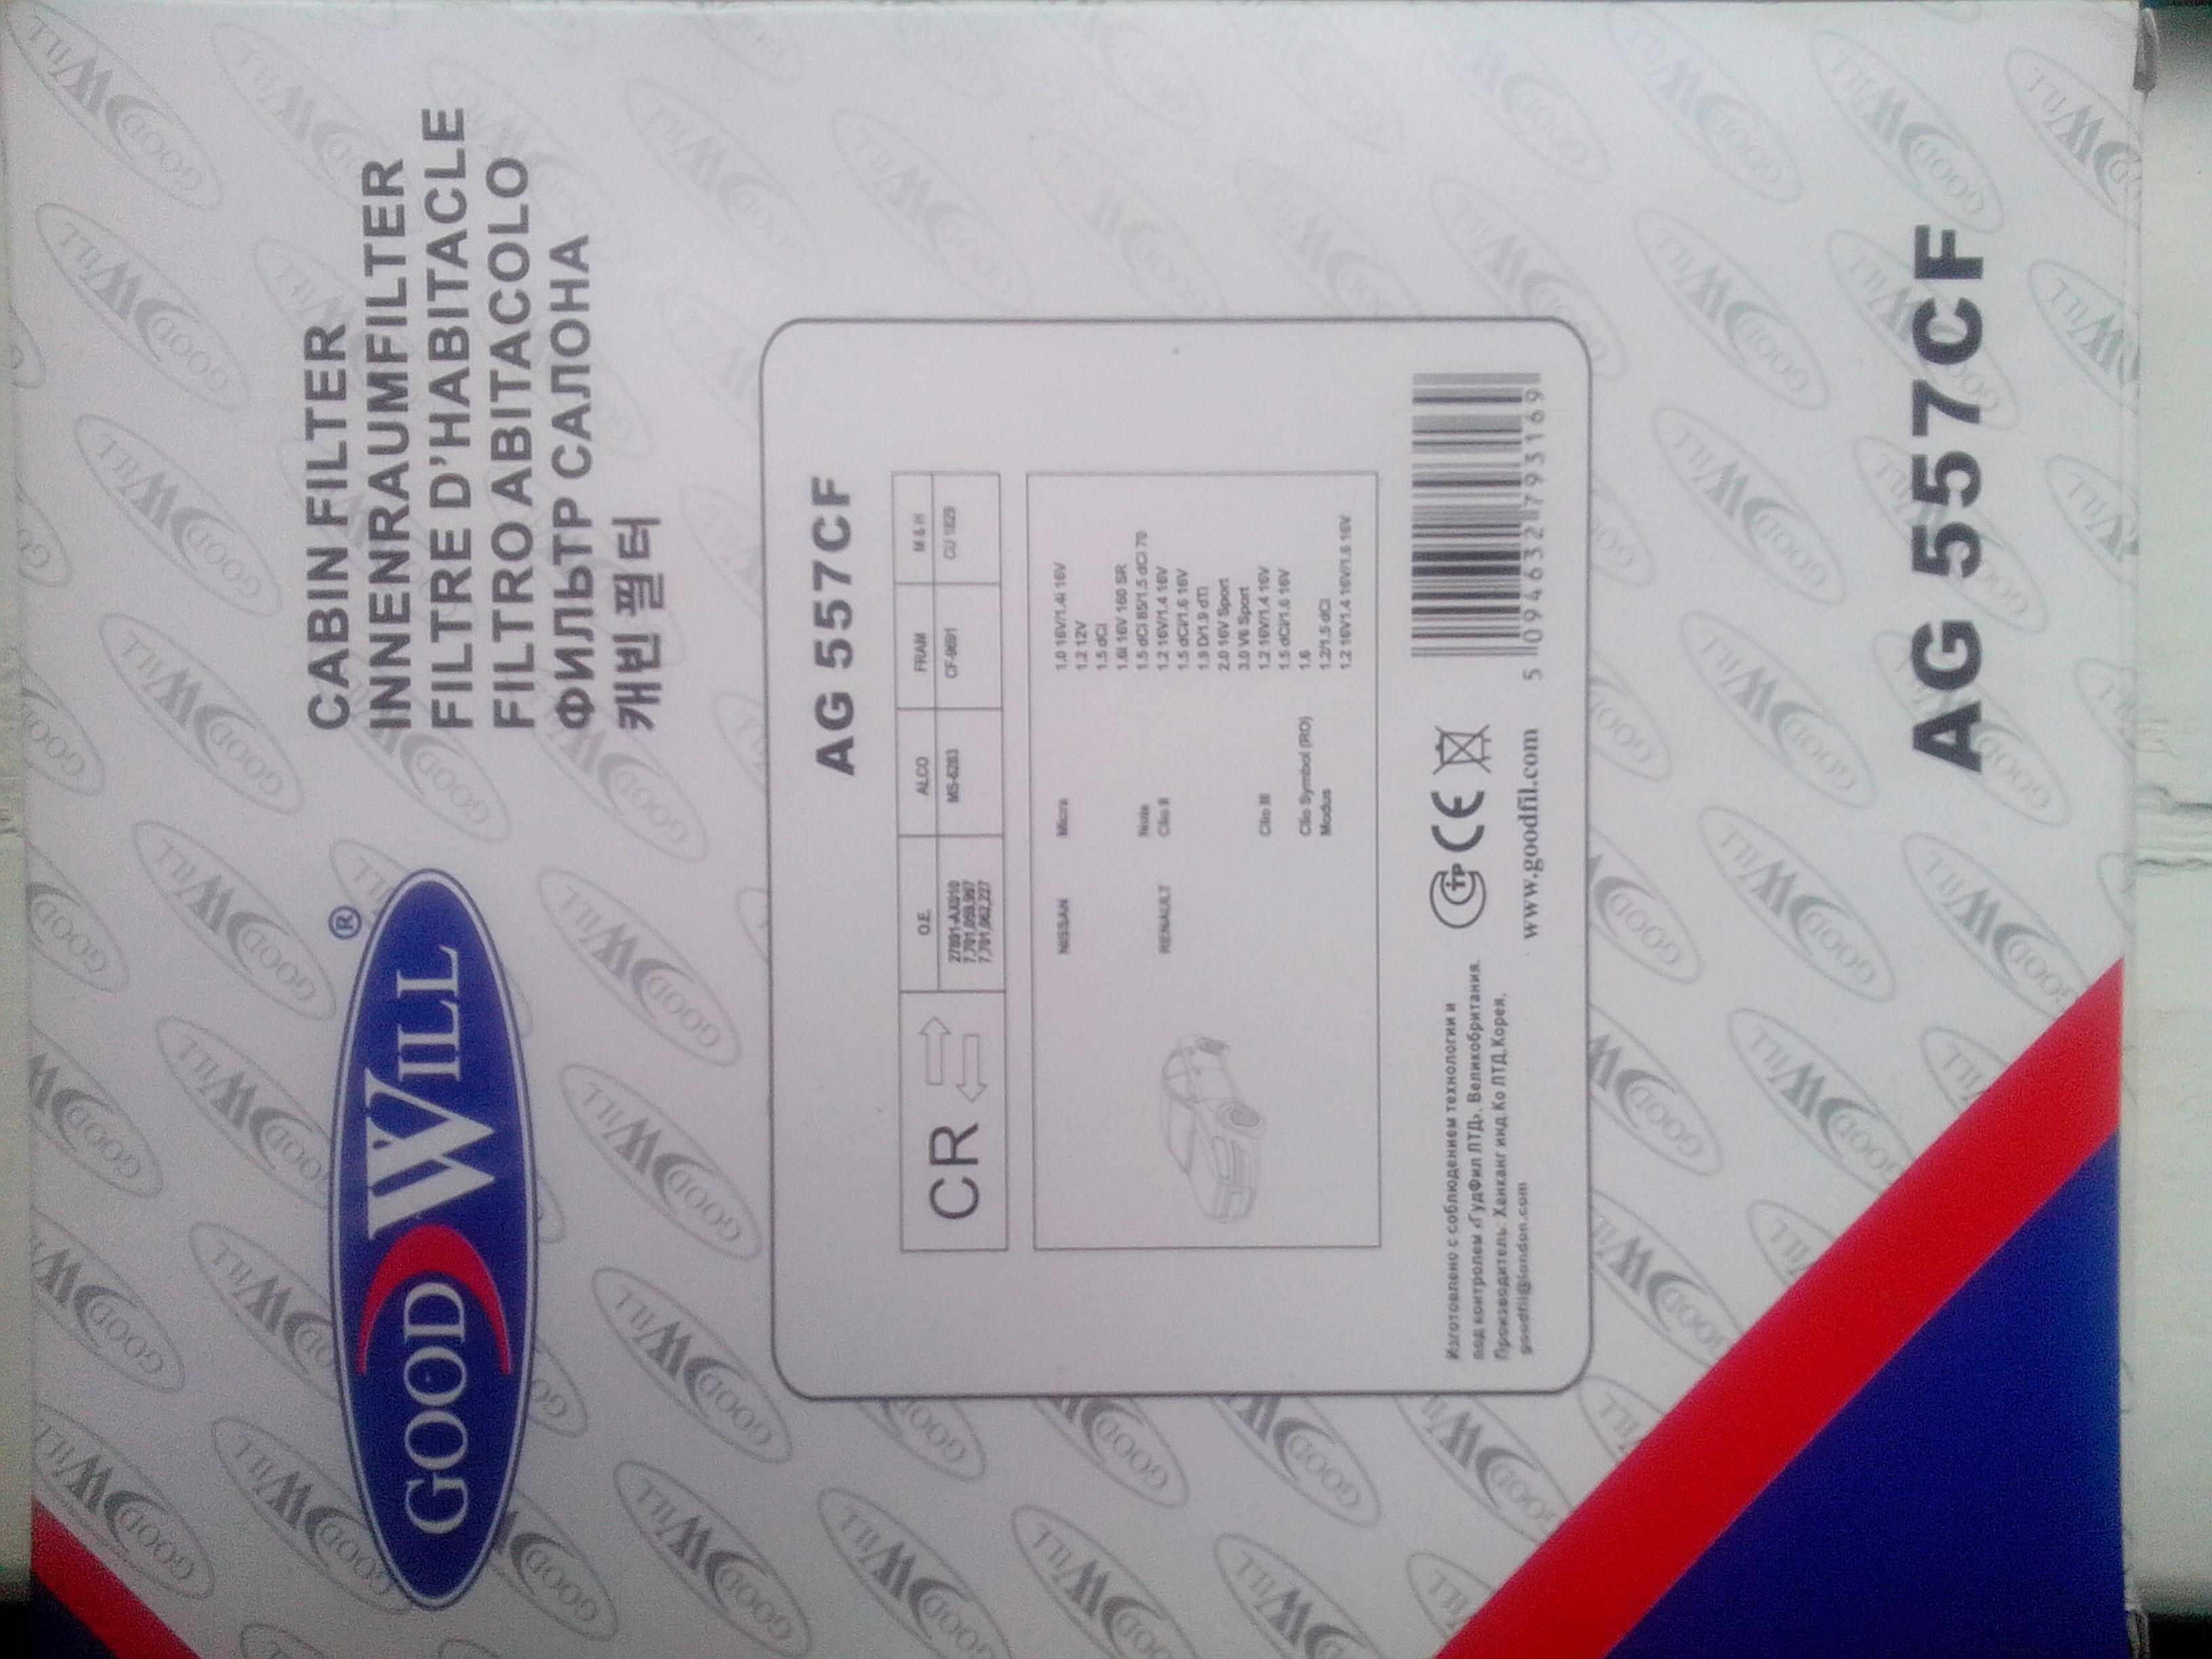 GOOD WILL ®
CABIN FILTER
INNENRAUMFILTER
FILTRE D'HABITACLE
FILTRO ABITACOLO
ФИЛЬТР САЛОНА
캐빈 필터
AG 557CF
CR
O.E. ALCO FRAM M & H
27891-AX010 MS-6283 CF-9691 CU 1829
7.701.059.997
7.701.062.227
NISSAN Micra 1.0 16V/1.4i 16V
1.2 12V
1.5 dCi
1.6i 16V 160 SR
Note 1.5 dCi 65/1.5 dCi 70
RENAULT Clio II 1.2 16V/1.4 16V
1.5 dCi/1.6 16V
1.9 D/1.9 dTi
2.0 16V Sport
3.0 V6 Sport
Clio III 1.2 16V/1.4 16V
1.5 dCi/1.6 16V
Clio Symbol (RO) 1.6
Modus 1.2/1.5 dCi
1.2 16V/1.4 16V/1.6 16V
Изготовлено с соблюдением технологии и
под контролем «ГудФил ЛТД». Великобритания.
Производитель: Ханканг инд.Ко ЛТД.Корея.
goodfil@london.com
CE
www.goodfil.com
5 094632 793169
AG 557CF